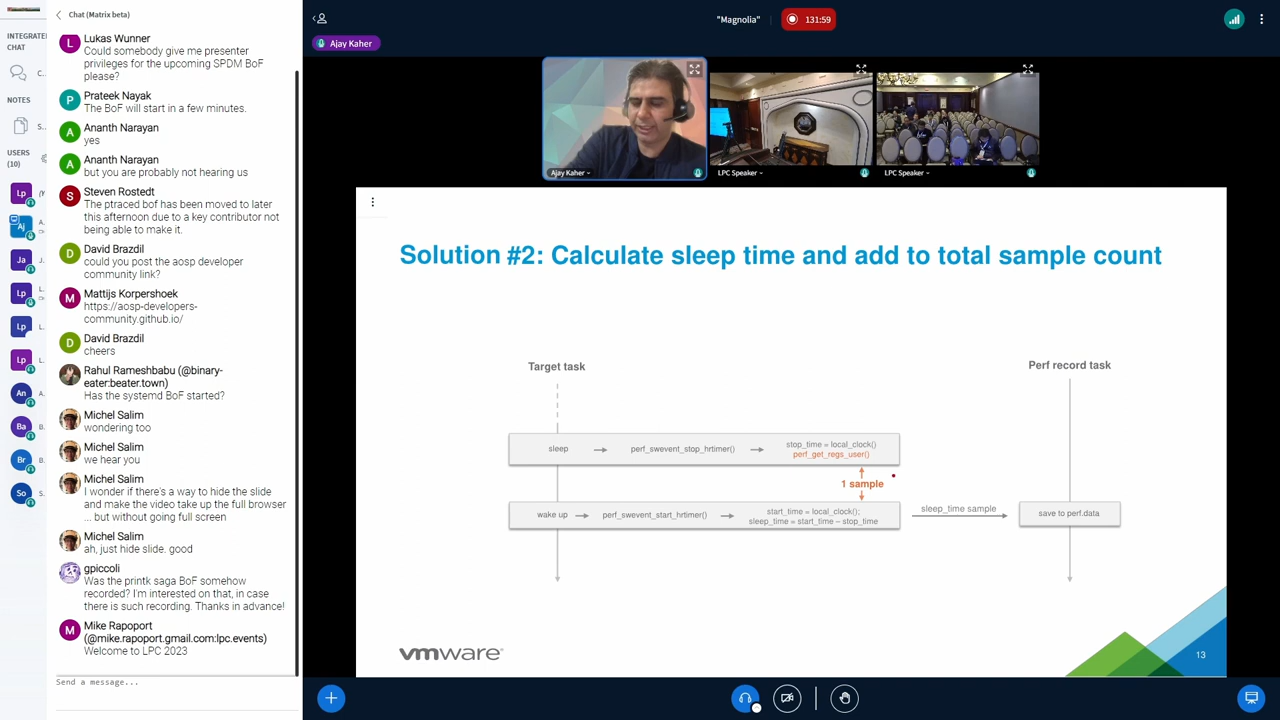 Chat (Matrix beta)
INTEGRATE
CHAT
C..
NOTES
S..
USERS
(10)
Lp
Aj
A.
Ja
J.
Lp
L.
Lp
L.
Lp
L.
An
A.
Ba
B.
Br
B.
So
S.
L
Lukas Wunner
Could somebody give me presenter
privileges for the upcoming SPDM BoF
please?
P
Prateek Nayak
The BoF will start in a few minutes.
A
Ananth Narayan
yes
A
Ananth Narayan
but you are probably not hearing us
S
Steven Rostedt
The ptraced bof has been moved to later
this afternoon due to a key contributor not
being able to make it.
D
David Brazdil
could you post the aosp developer
community link?
M
Mattijs Korpershoek
https://aosp-developers-
community.github.io/
D
David Brazdil
cheers
Rahul Rameshbabu (@binary-
eater:beater.town)
Has the systemd BoF started?
Michel Salim
wondering too
Michel Salim
we hear you
Michel Salim
I wonder if there's a way to hide the slide
and make the video take up the full browser
... but without going full screen
Michel Salim
ah, just hide slide. good
gpiccoli
Was the printk saga BoF somehow
recorded? I'm interested on that, in case
there is such recording. Thanks in advance!
M
Mike Rapoport
(@mike.rapoport.gmail.com:lpc.events)
Welcome to LPC 2023
Send a message...
"Magnolia"
131:59
Ajay Kaher
Ajay Kaher
LPC Speaker
LPC Speaker
Solution #2: Calculate sleep time and add to total sample count
Target task
Perf record task
sleep
perf_swevent_stop_hrtimer()
stop_time = local_clock()
perf_get_regs_user()
1 sample
wake up
perf_swevent_start_hrtimer()
start_time = local_clock();
sleep_time = start_time – stop_time
sleep_time sample
save to perf.data
vmware
13